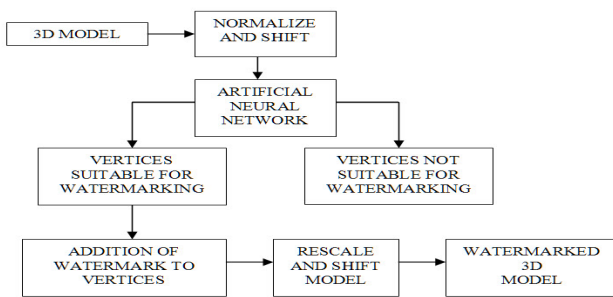 3D MODEL
NORMALIZE
AND SHIFT
ARTIFICIAL
NEURAL
NETWORK
VERTICES
SUITABLE FOR
WATERMARKING
VERTICES NOT
SUITABLE FOR
WATERMARKING
ADDITION OF
WATERMARK TO
VERTICES
RESCALE
AND SHIFT
MODEL
WATERMARKED
3D
MODEL